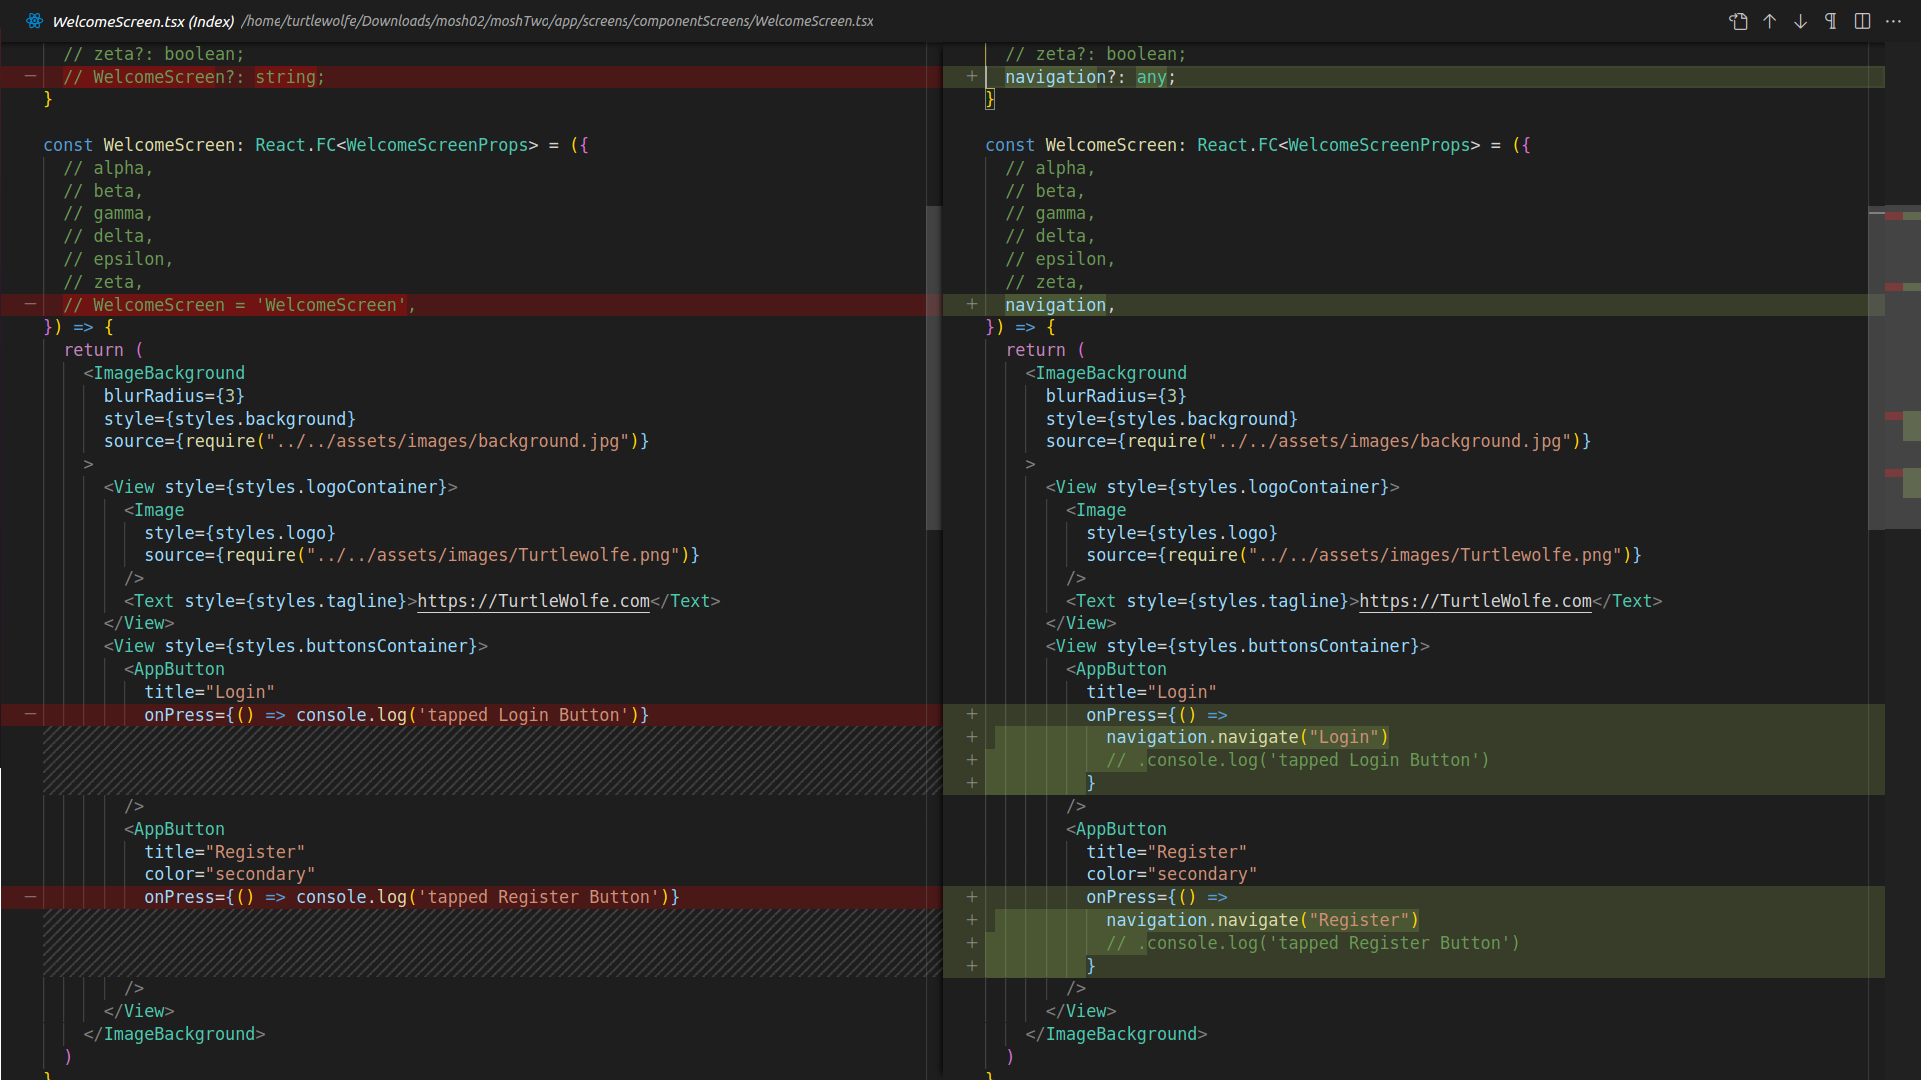 WelcomeScreen.tsx (Index) /home/turtlewolfe/Downloads/mosh02/moshTwo/app/screens/componentScreens/WelcomeScreen.tsx
// zeta?: boolean;
// WelcomeScreen?: string;
}
const WelcomeScreen: React.FC<WelcomeScreenProps> = ({
// alpha,
// beta,
// gamma,
// delta,
// epsilon,
// zeta,
// WelcomeScreen = 'WelcomeScreen',
}) => {
return (
<ImageBackground
blurRadius={3}
style={styles.background}
source={require("../../assets/images/background.jpg")}
>
<View style={styles.logoContainer}>
<Image
style={styles.logo}
source={require("../../assets/images/Turtlewolfe.png")}
/>
<Text style={styles.tagline}>https://TurtleWolfe.com</Text>
</View>
<View style={styles.buttonsContainer}>
<AppButton
title="Login"
onPress={() => console.log('tapped Login Button')}
/>
<AppButton
title="Register"
color="secondary"
onPress={() => console.log('tapped Register Button')}
/>
</View>
</ImageBackground>
)
}
// zeta?: boolean;
navigation?: any;
}
const WelcomeScreen: React.FC<WelcomeScreenProps> = ({
// alpha,
// beta,
// gamma,
// delta,
// epsilon,
// zeta,
navigation,
}) => {
return (
<ImageBackground
blurRadius={3}
style={styles.background}
source={require("../../assets/images/background.jpg")}
>
<View style={styles.logoContainer}>
<Image
style={styles.logo}
source={require("../../assets/images/Turtlewolfe.png")}
/>
<Text style={styles.tagline}>https://TurtleWolfe.com</Text>
</View>
<View style={styles.buttonsContainer}>
<AppButton
title="Login"
onPress={() =>
navigation.navigate("Login")
// .console.log('tapped Login Button')
}
/>
<AppButton
title="Register"
color="secondary"
onPress={() =>
navigation.navigate("Register")
// .console.log('tapped Register Button')
}
/>
</View>
</ImageBackground>
)
}